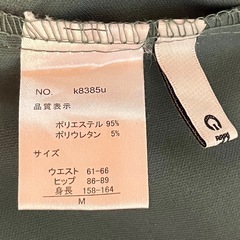 NO. k8385u
品質表示
ポリエステル 95%
ポリウレタン 5%
サイズ
ウエスト 61-66
ヒップ 86-89
身長 158-164
M
G